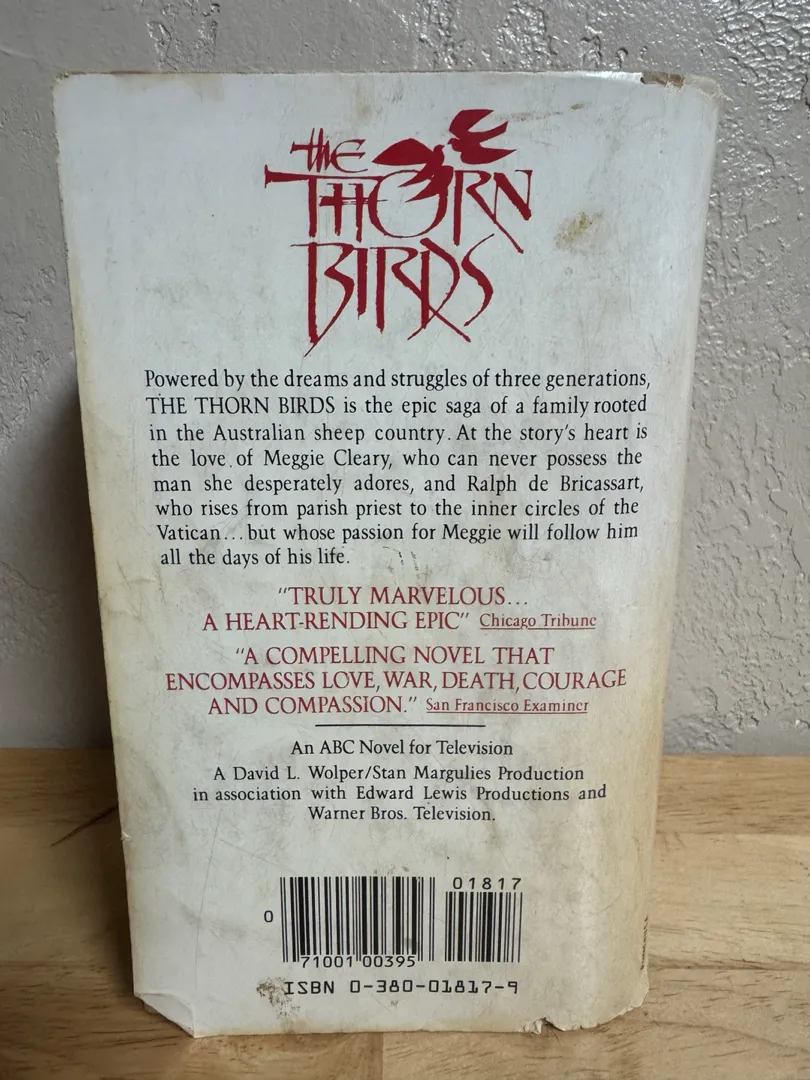 the
THORN
BIRDS
Powered by the dreams and struggles of three generations,
THE THORN BIRDS is the epic saga of a family rooted
in the Australian sheep country. At the story's heart is
the love of Meggie Cleary, who can never possess the
man she desperately adores, and Ralph de Bricassart,
who rises from parish priest to the inner circles of the
Vatican...but whose passion for Meggie will follow him
all the days of his life.
"TRULY MARVELOUS...
A HEART-RENDING EPIC" Chicago Tribune
"A COMPELLING NOVEL THAT
ENCOMPASSES LOVE, WAR, DEATH, COURAGE
AND COMPASSION." San Francisco Examiner
An ABC Novel for Television
A David L. Wolper/Stan Margulies Production
in association with Edward Lewis Productions and
Warner Bros. Television.
01817
0
71001 00395
ISBN 0-380-01817-9